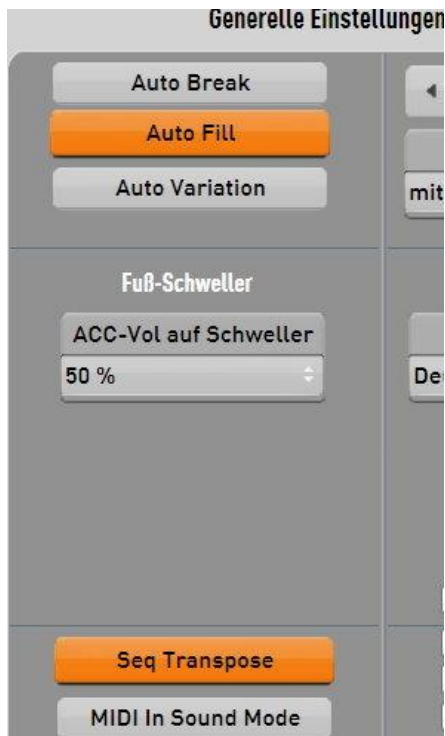 Generelle Einstellungen
Auto Break
Auto Fill
mit
Auto Variation
Fuß-Schweller
ACC-Vol auf Schweller
50 %
Seq Transpose
MIDI In Sound Mode